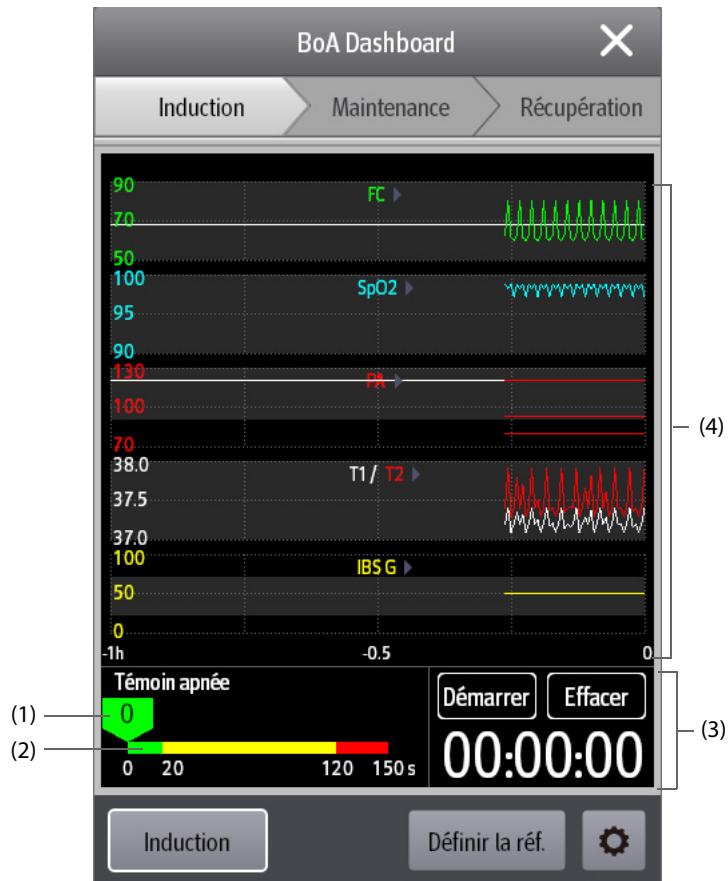 BoA Dashboard
Induction Maintenance Récupération
90
FC
70
50
100
SpO2
95
90
130
PA
100
70
38.0
T1/ T2
37.5
37.0
100
IBS G
50
0
-1h -0.5 0
(4)
Témoin apnée
Démarrer Effacer
(1)
0
(2)
0 20 120 150 s
00:00:00
(3)
Induction Définir la réf.